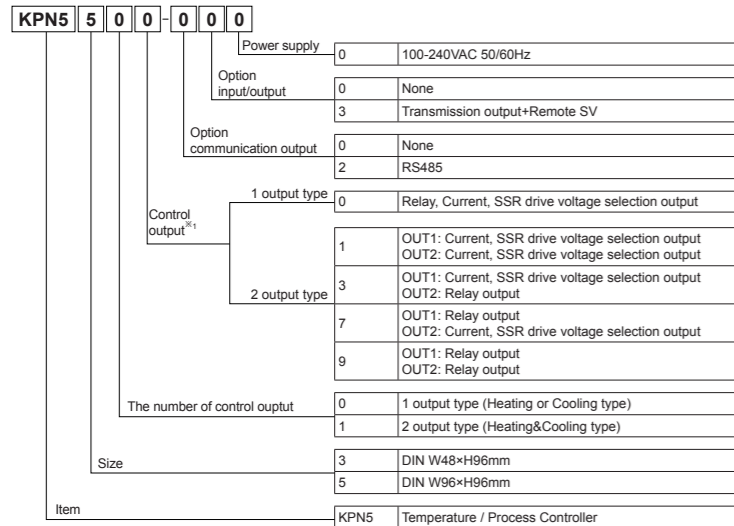 KPN5 5 0 0 - 0 0 0
Power supply
0 100-240VAC 50/60Hz
Option
input/output
0 None
3 Transmission output+Remote SV
Option
communication output
0 None
2 RS485
1 output type
0 Relay, Current, SSR drive voltage selection output
Control
output※1
2 output type
1 OUT1: Current, SSR drive voltage selection output
OUT2: Current, SSR drive voltage selection output
3 OUT1: Current, SSR drive voltage selection output
OUT2: Relay output
7 OUT1: Relay output
OUT2: Current, SSR drive voltage selection output
9 OUT1: Relay output
OUT2: Relay output
The number of control ouptut
0 1 output type (Heating or Cooling type)
1 2 output type (Heating&Cooling type)
Size
3 DIN W48×H96mm
5 DIN W96×H96mm
Item
KPN5 Temperature / Process Controller